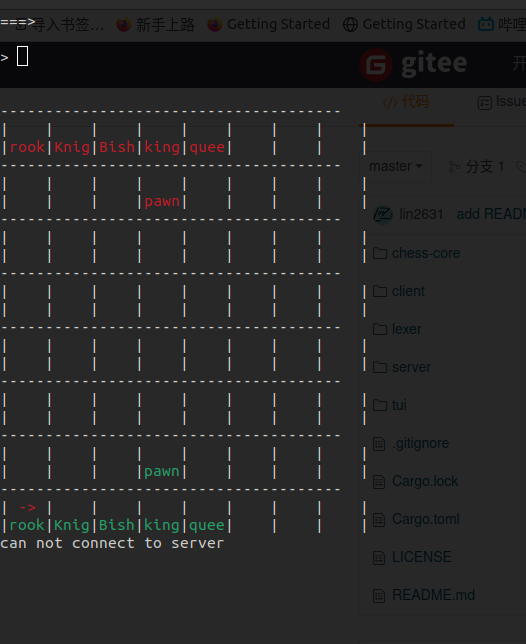 ===>
导入书签... 新手上路 Getting Started Getting Started 哔哩
>
gitee 开
代码 Issue
-------------------------------------
| | | | | | | | |
|rook|Knig|Bish|king|quee| | | |
-------------------------------------
| | | | | | | | |
| | | |pawn| | | | |
-------------------------------------
| | | | | | | | |
| | | | | | | | |
-------------------------------------
| | | | | | | | |
| | | | | | | | |
-------------------------------------
| | | | | | | | |
| | | | | | | | |
-------------------------------------
| | | | | | | | |
| | | | | | | | |
-------------------------------------
| | | | | | | | |
| | | |pawn| | | | |
-------------------------------------
| -> | | | | | | | |
|rook|Knig|Bish|king|quee| | | |
can not connect to server
master 分支 1
lin2631 add READM
chess-core
client
lexer
server
tui
.gitignore
Cargo.lock
Cargo.toml
LICENSE
README.md